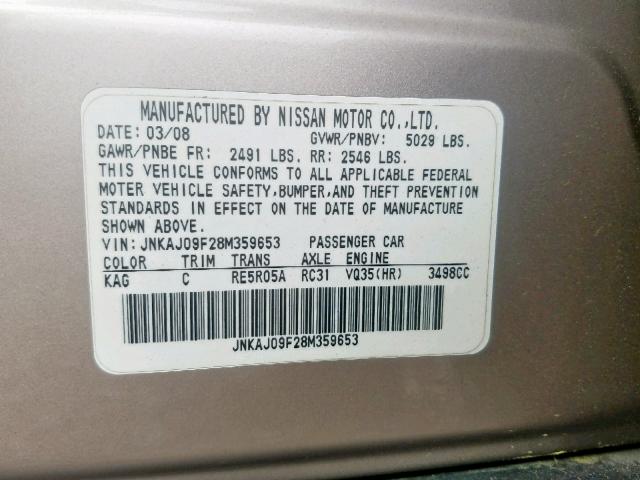 MANUFACTURED BY NISSAN MOTOR CO.,LTD.
DATE: 03/08 GVWR/PNBV: 5029 LBS.
GAWR/PNBE FR: 2491 LBS. RR: 2546 LBS.
THIS VEHICLE CONFORMS TO ALL APPLICABLE FEDERAL
MOTOR VEHICLE SAFETY,BUMPER,AND THEFT PREVENTION
STANDARDS IN EFFECT ON THE DATE OF MANUFACTURE
SHOWN ABOVE.
VIN: JNKAJ09F28M359653 PASSENGER CAR
COLOR TRIM TRANS AXLE ENGINE
KAG C RE5R05A RC31 VQ35(HR) 3498CC
JNKAJ09F28M359653